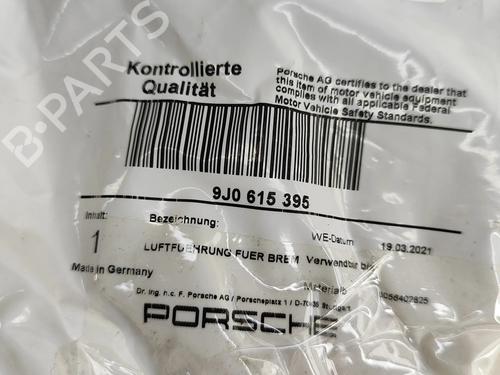 B-PARTS
Kontrollierte
Qualität
Porsche AG certifies to the dealer that
this item of motor vehicle equipment
complies with all applicable Federal
Motor Vehicle Safety Standards.
9J0 615 395
Inhalt: Bezeichnung: WE-Datum 19.03.2021
1 LUFTFUEHRUNG FUER BREM Verwendbar bis
Made in Germany
Dr. Ing. h.c. F. Porsche AG / Porscheplatz 1 / D-70435 Stuttgart
PORSCHE